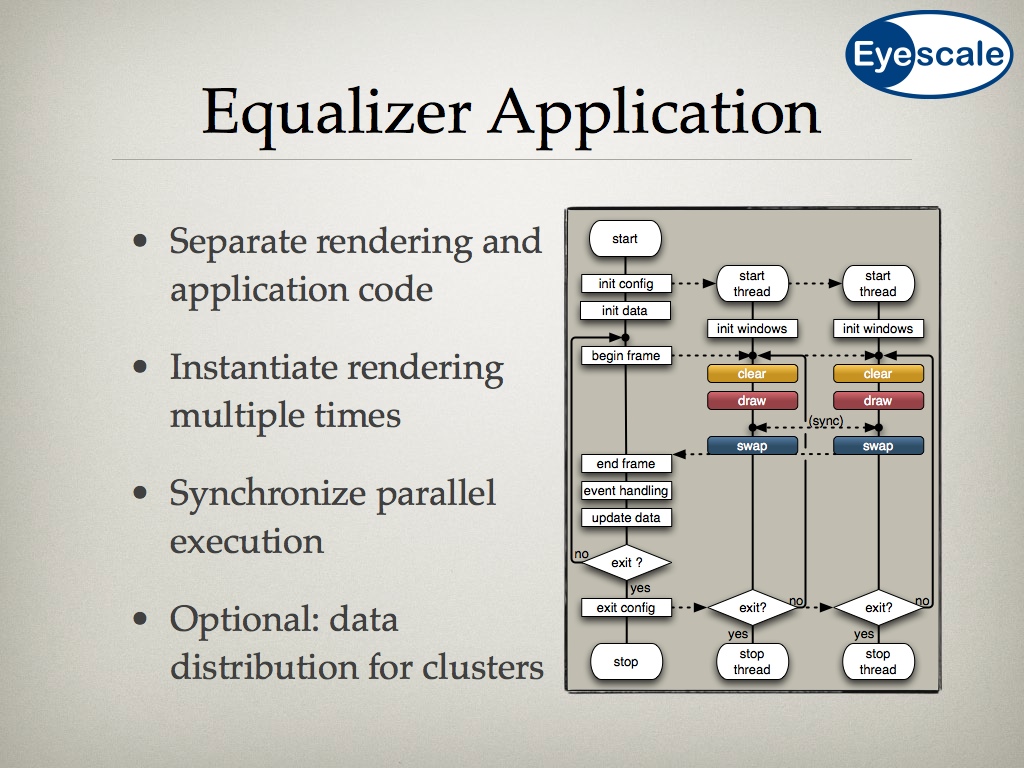 Eyescale
Equalizer Application
• Separate rendering and
application code
• Instantiate rendering
multiple times
• Synchronize parallel
execution
• Optional: data
distribution for clusters
start
init config
start
thread
start
thread
init data
init windows
init windows
begin frame
clear
clear
draw
draw
(sync)
swap
swap
end frame
event handling
update data
no
exit ?
yes
exit config
exit?
no
exit?
no
yes
yes
stop
stop
thread
stop
thread